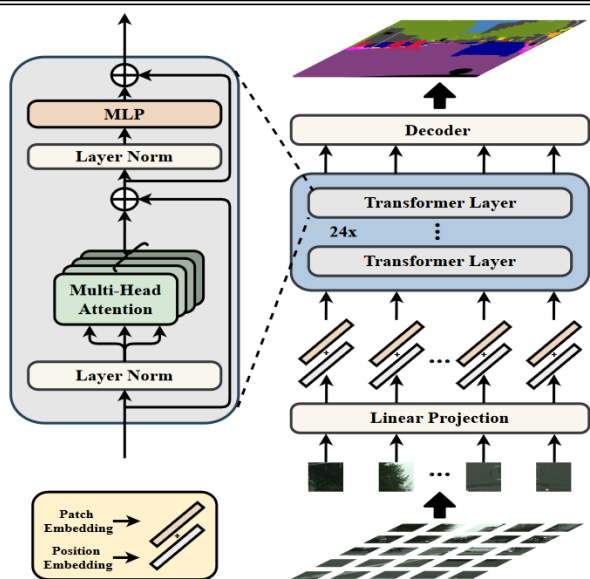 MLP
Layer Norm
Multi-Head
Attention
Layer Norm
Patch
Embedding
+
Position
Embedding
Decoder
Transformer Layer
24x
Transformer Layer
+ + + +
Linear Projection